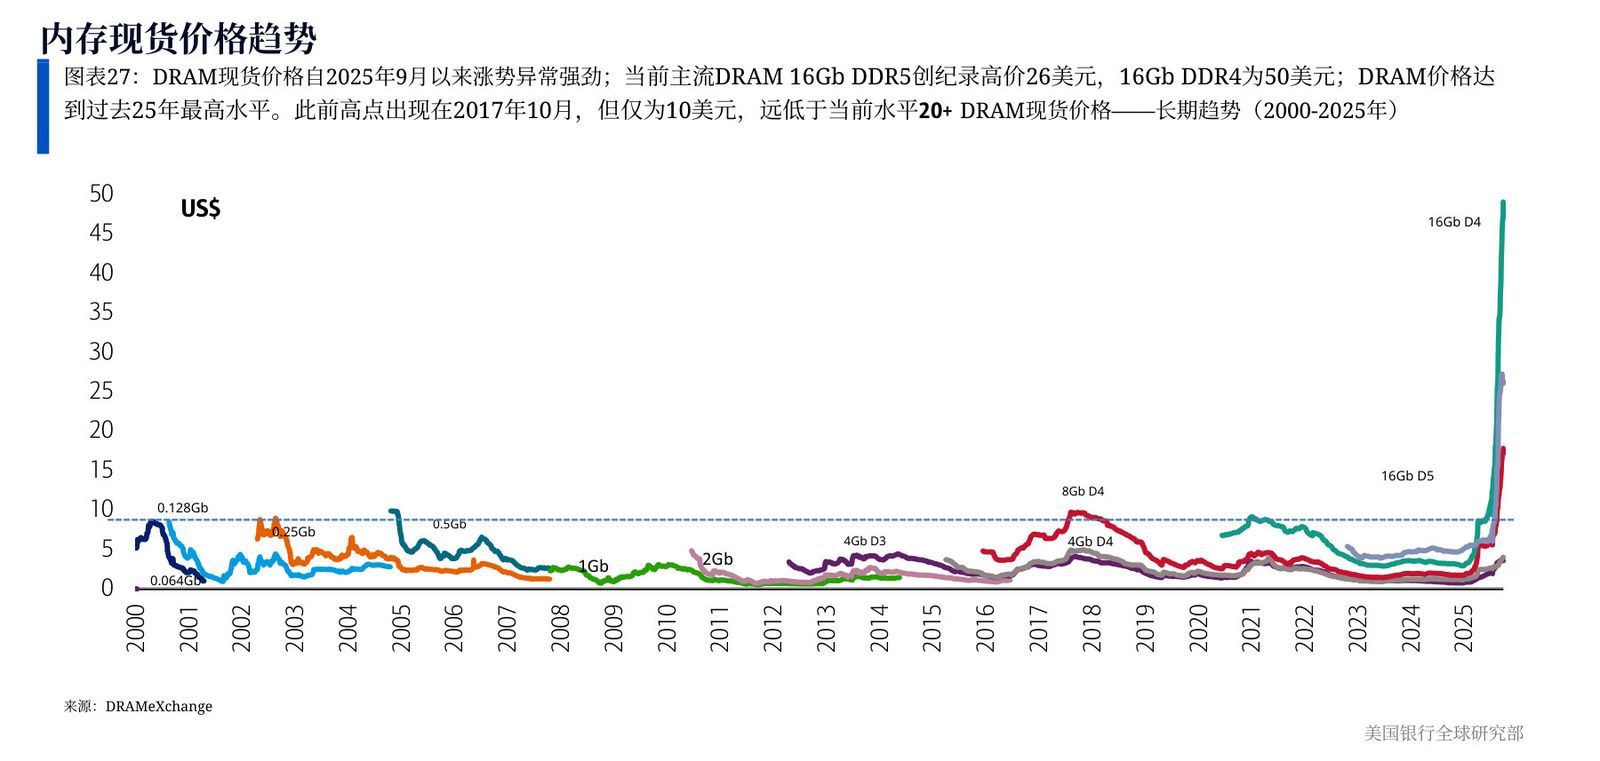 内存现货价格趋势
图表27：DRAM现货价格自2025年9月以来涨势异常强劲；当前主流DRAM 16Gb DDR5创纪录高价26美元，16Gb DDR4为50美元；DRAM价格达
到过去25年最高水平。此前高点出现在2017年10月，但仅为10美元，远低于当前水平20+ DRAM现货价格——长期趋势（2000-2025年）
50
US$
45
16Gb D4
40
35
30
25
20
15
16Gb D5
10
0.128Gb
8Gb D4
0.25Gb
0.5Gb
5
4Gb D3
4Gb D4
1Gb
2Gb
0.064Gb
0
2000 2001 2002 2003 2004 2005 2006 2007 2008 2009 2010 2011 2012 2013 2014 2015 2016 2017 2018 2019 2020 2021 2022 2023 2024 2025
来源：DRAMeXchange
美国银行全球研究部